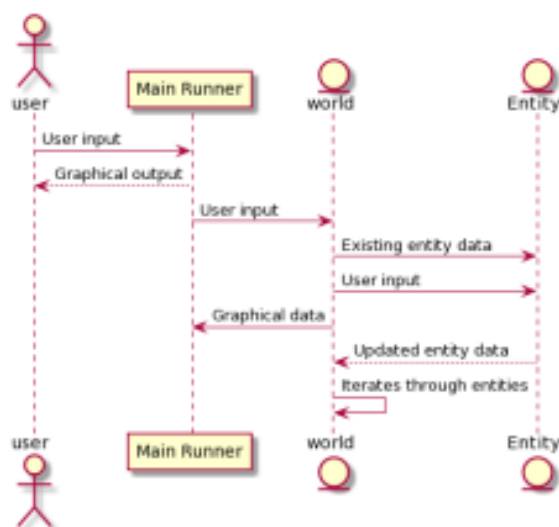 user
Main Runner
world
Entity
User input
Graphical output
User input
Existing entity data
User input
Graphical data
Updated entity data
Iterates through entities
user
Main Runner
world
Entity